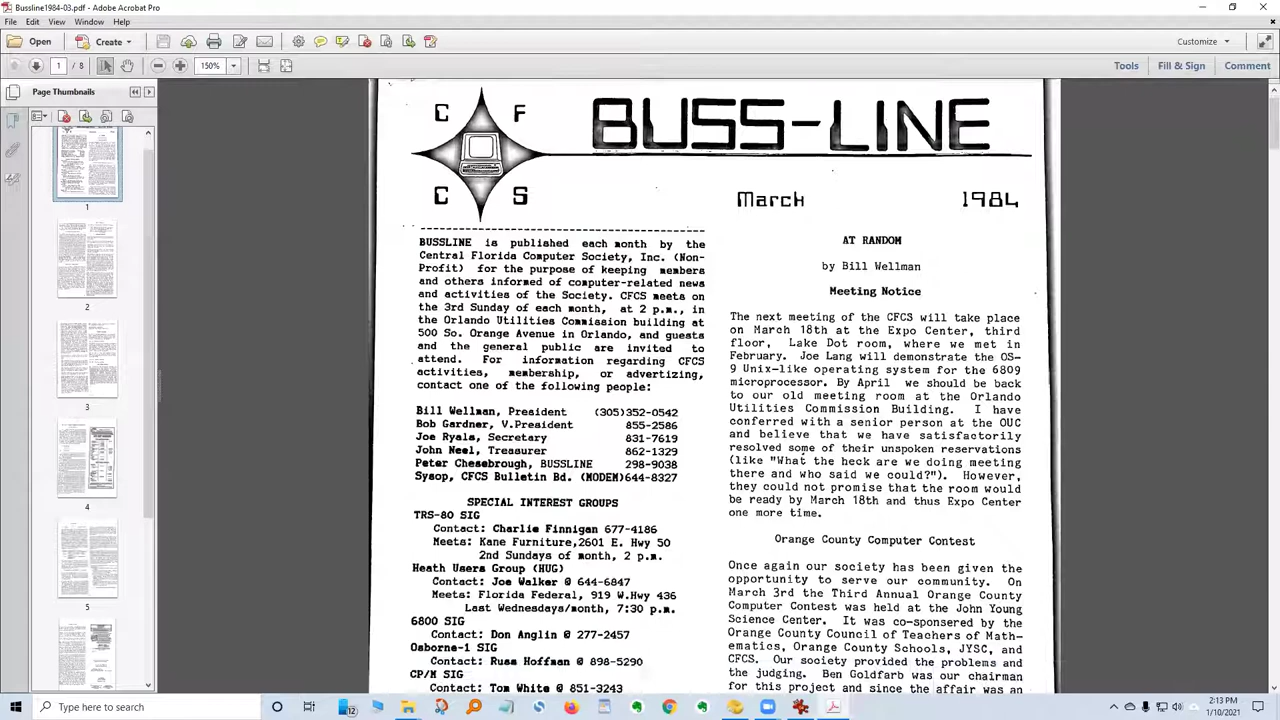 Bussline1984-03.pdf - Adobe Acrobat Pro
File Edit View Window Help
Open Create Customize
1 / 8 150% Tools Fill & Sign Comment
Page Thumbnails
1
2
3
4
5
C F
C S
BUSS-LINE
March 1984
BUSSLINE is published each month by the
Central Florida Computer Society, Inc. (Non-
Profit) for the purpose of keeping members
and others informed of computer-related news
and activities of the Society. CFCS meets on
the 3rd Sunday of each month, at 2 p.m., in
the Orlando Utilities Commission building at
500 So. Orange Avenue in Orlando, and guests
and the general public are invited to
attend. For information regarding CFCS
activities, membership, or advertizing,
contact one of the following people:
Bill Wellman, President (305)352-0542
Bob Gardner, V.President 855-2586
Joe Ryals, Secretary 831-7619
John Neel, Treasurer 862-1329
Peter Chesebrough, BUSSLINE 298-9038
Sysop, CFCS Bulletin Bd. (MODEM)644-8327
SPECIAL INTEREST GROUPS
TRS-80 SIG
Contact: Charlie Finnigan 677-4186
Meets: Kane Furniture,2601 E. Hwy 50
2nd Sundays of month, 2 p.m.
Heath Users Group (HUG)
Contact: Joe Walker @ 644-6847
Meets: Florida Federal, 919 W.Hwy 436
Last Wednesdays/month, 7:30 p.m.
6800 SIG
Contact: Don Anglin @ 277-2457
Osborne-1 SIG
Contact: Hoffman @ 898-5290
CP/M SIG
Contact: Tom White @ 851-3243
AT RANDOM
by Bill Wellman
Meeting Notice
The next meeting of the CFCS will take place
on March 18th at the Expo Center, third
floor, Lake Dot room, where we met in
February. Joe Lang will demonstrate the OS-
9 Unix-like operating system for the 6809
microprocessor. By April we should be back
to our old meeting room at the Orlando
Utilities Commission Building. I have
conferred with a senior person at the OUC
and believe that we have satisfactorily
resolved some of their unspoken reservations
(like "What the heck are we doing meeting
there and who said we could?"). However,
they could not promise that the room would
be ready by March 18th and thus Expo Center
one more time.
Orange County Computer Contest
Once again our society has been given the
opportunity to serve our community. On
March 3rd the Third Annual Orange County
Computer Contest was held at the John Young
Science Center. It was co-sponsered by the
Orange County Council of Teachers of Math-
ematics, Orange County Schools, JYSC, and
CFCS. Our society provided the problems and
the judging. Ben Goldfarb was our chairman
for this project and since the affair was an
Type here to search
12
2:13 PM
1/10/2021